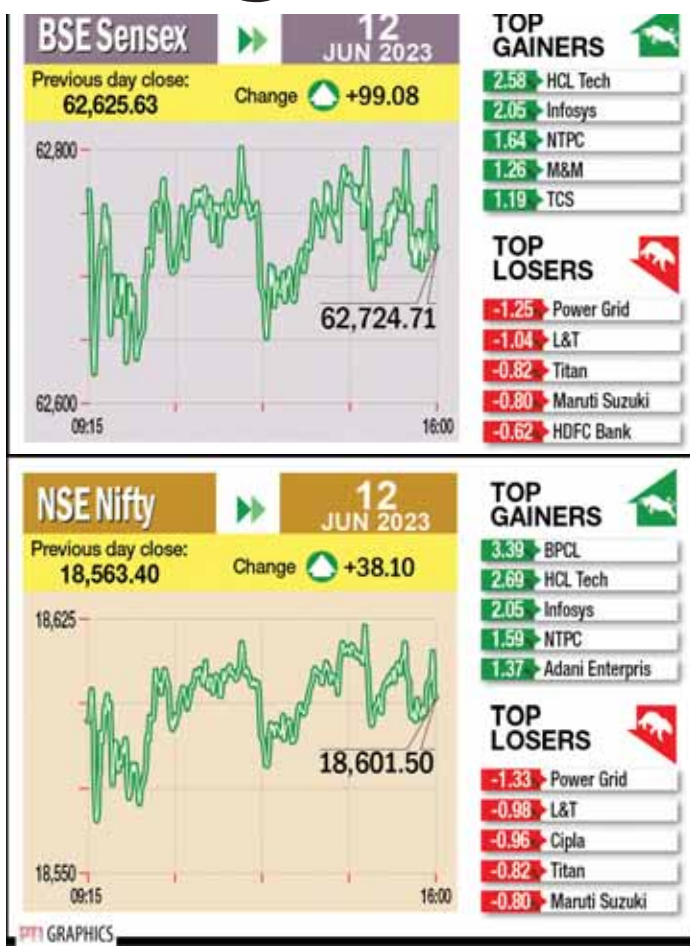 BSE Sensex
12
JUN 2023
Previous day close:
62,625.63
Change +99.08
62,800
62,724.71
62,600
09:15
16:00
TOP
GAINERS
2.58 HCL Tech
2.05 Infosys
1.64 NTPC
1.26 M&M
1.19 TCS
TOP
LOSERS
-1.25 Power Grid
-1.04 L&T
-0.82 Titan
-0.80 Maruti Suzuki
-0.62 HDFC Bank
NSE Nifty
12
JUN 2023
Previous day close:
18,563.40
Change +38.10
18,625
18,601.50
18,550
09:15
16:00
TOP
GAINERS
3.39 BPCL
2.69 HCL Tech
2.05 Infosys
1.59 NTPC
1.37 Adani Enterpris
TOP
LOSERS
-1.33 Power Grid
-0.98 L&T
-0.96 Cipla
-0.82 Titan
-0.80 Maruti Suzuki
PTI GRAPHICS